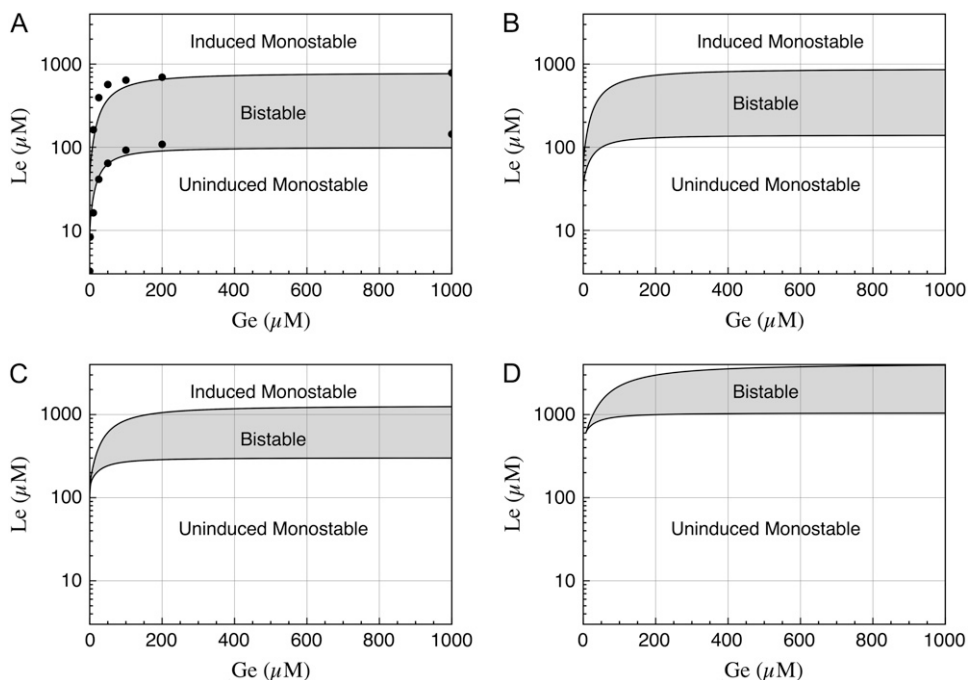 A
Induced Monostable
Bistable
Uninduced Monostable
1000
100
10
Le (µM)
0 200 400 600 800 1000
Ge (µM)
B
Induced Monostable
Bistable
Uninduced Monostable
1000
100
10
Le (µM)
0 200 400 600 800 1000
Ge (µM)
C
Induced Monostable
Bistable
Uninduced Monostable
1000
100
10
Le (µM)
0 200 400 600 800 1000
Ge (µM)
D
Bistable
Uninduced Monostable
1000
100
10
Le (µM)
0 200 400 600 800 1000
Ge (µM)